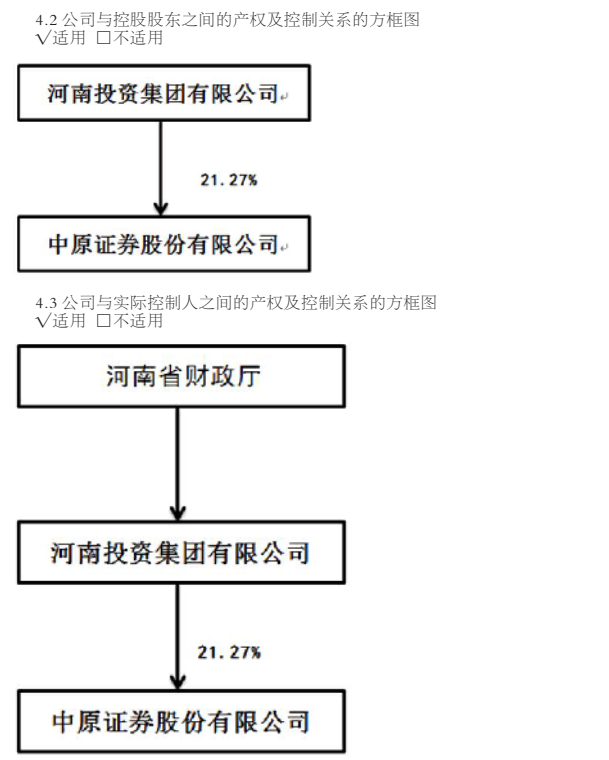 4.2 公司与控股股东之间的产权及控制关系的方框图
√适用 □不适用
河南投资集团有限公司
21.27%
中原证券股份有限公司
4.3 公司与实际控制人之间的产权及控制关系的方框图
√适用 □不适用
河南省财政厅
河南投资集团有限公司
21.27%
中原证券股份有限公司